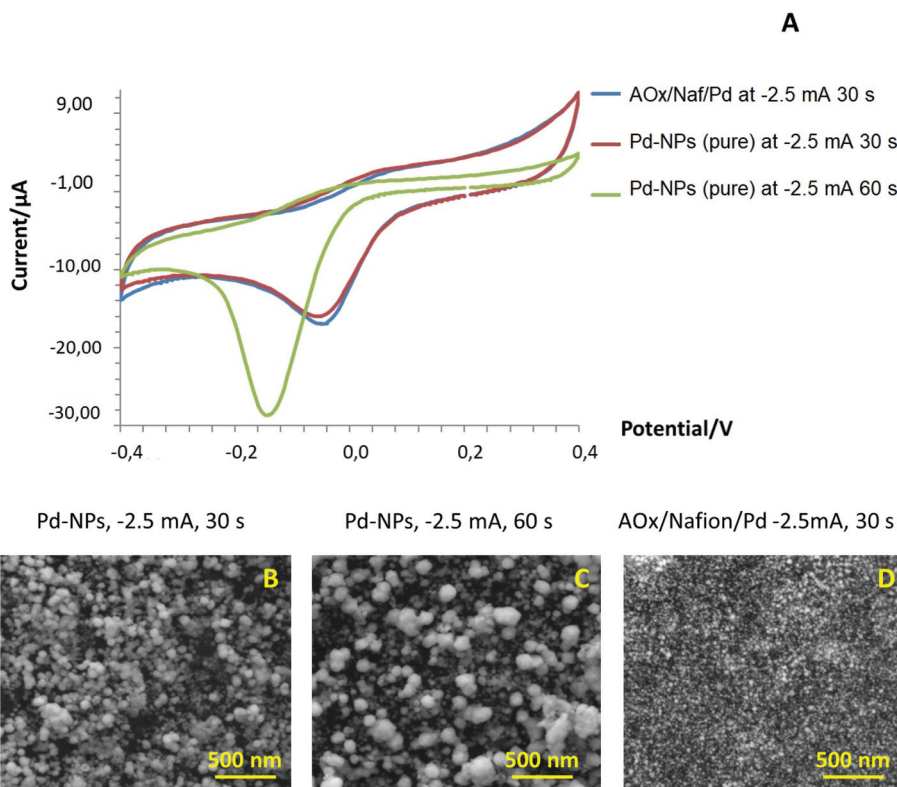 A
9,00
-1,00
-10,00
-20,00
-30,00
Current/µA
-0,4
-0,2
0,0
0,2
0,4
Potential/V
AOx/Naf/Pd at -2.5 mA 30 s
Pd-NPs (pure) at -2.5 mA 30 s
Pd-NPs (pure) at -2.5 mA 60 s
Pd-NPs, -2.5 mA, 30 s
Pd-NPs, -2.5 mA, 60 s
AOx/Nafion/Pd -2.5mA, 30 s
B
500 nm
C
500 nm
D
500 nm